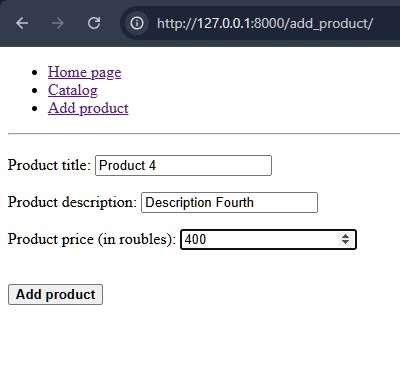 http://127.0.0.1:8000/add_product/
Home page
Catalog
Add product
Product title: Product 4
Product description: Description Fourth
Product price (in roubles): 400
Add product